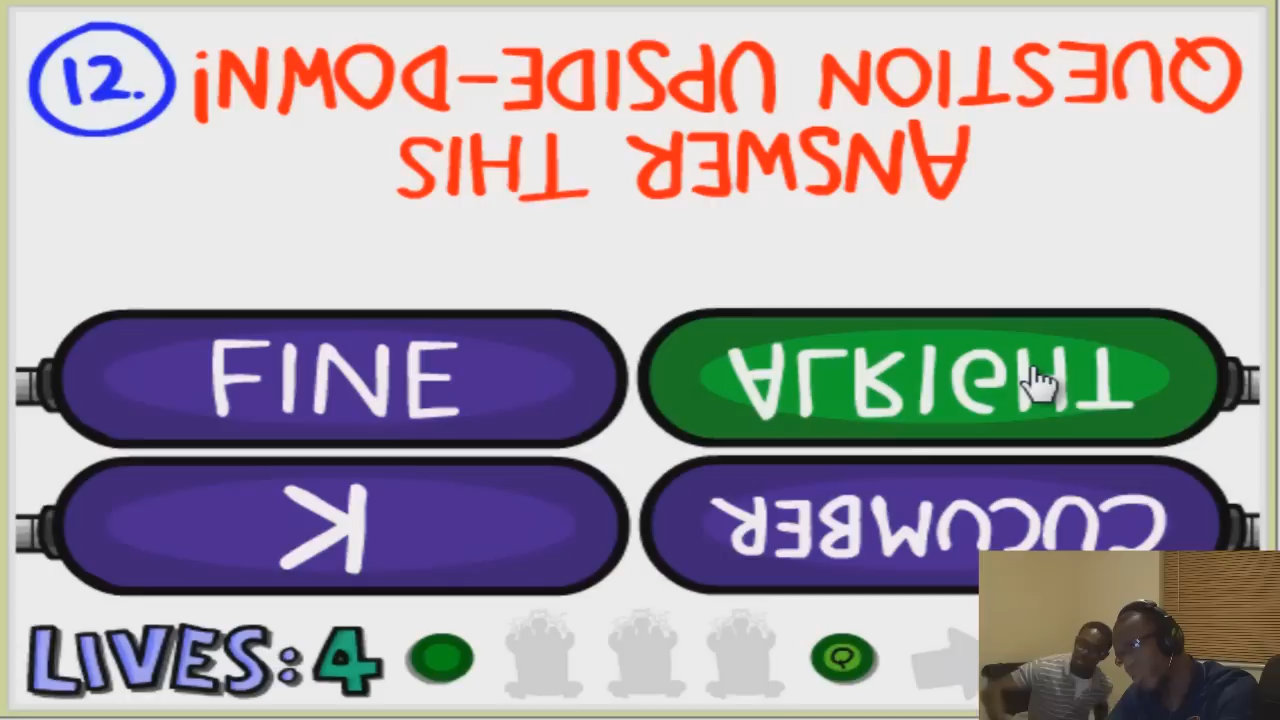 12.
ANSWER THIS
QUESTION UPSIDE-DOWN!
FINE
ALRIGHT
K
CUCUMBER
LIVES: 4
Q